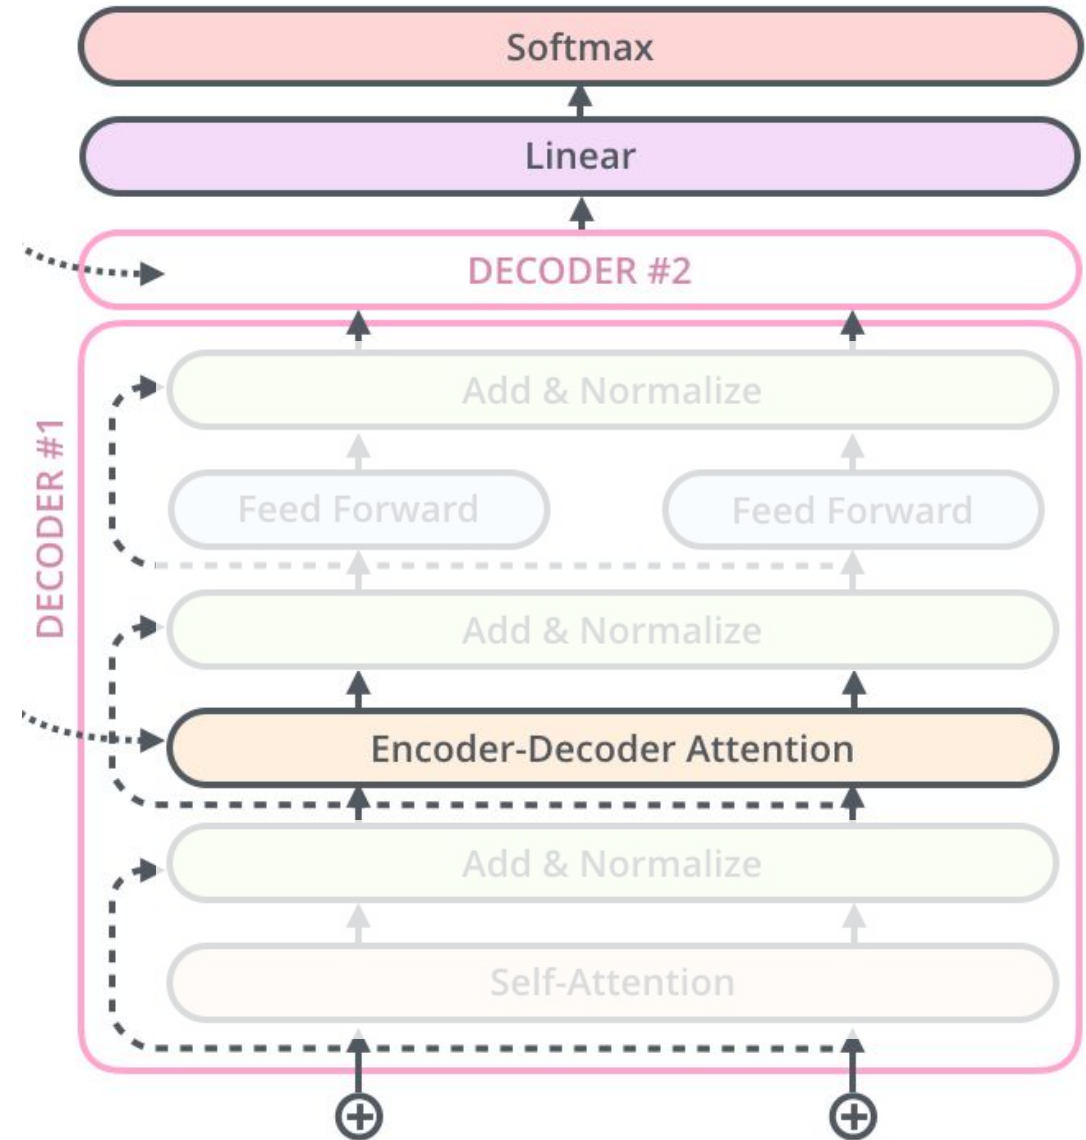 Softmax
Linear
DECODER #2
DECODER #1
Add & Normalize
Feed Forward
Feed Forward
Add & Normalize
Encoder-Decoder Attention
Add & Normalize
Self-Attention